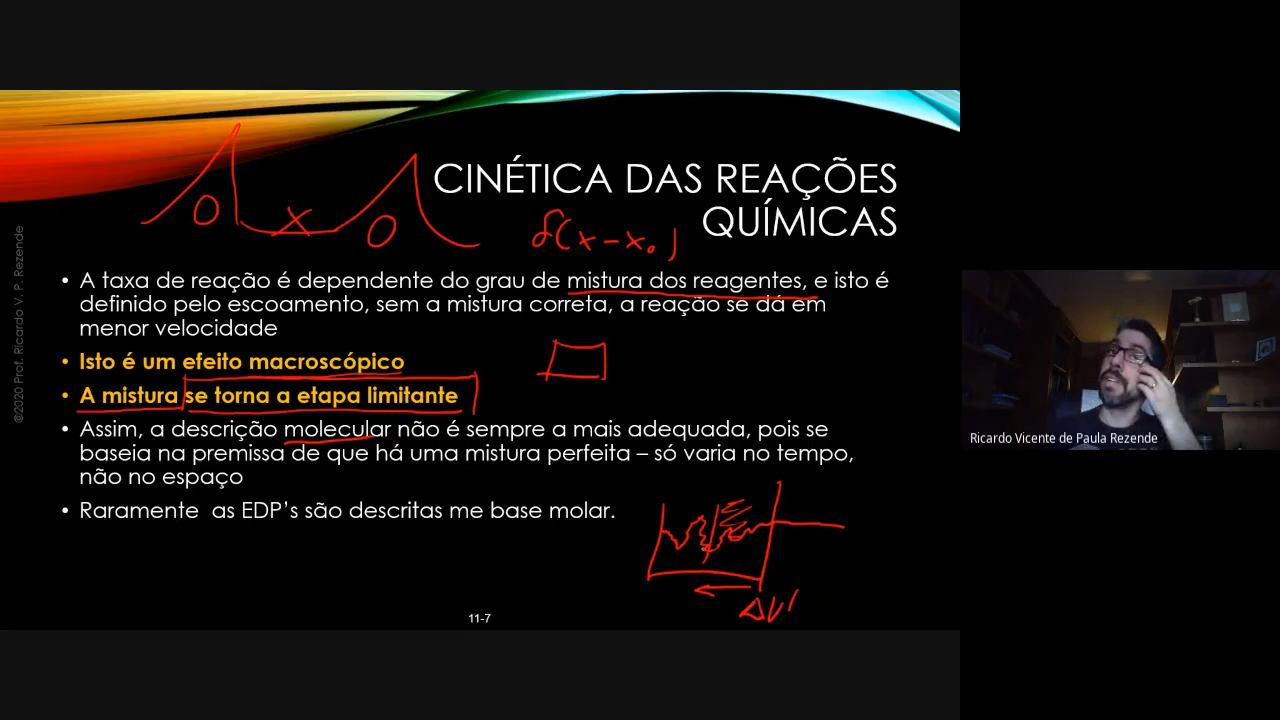 CINÉTICA DAS REAÇÕES
QUÍMICAS
δ(x-x₀)
• A taxa de reação é dependente do grau de mistura dos reagentes, e isto é
definido pelo escoamento, sem a mistura correta, a reação se dá em
menor velocidade
• Isto é um efeito macroscópico
• A mistura se torna a etapa limitante
• Assim, a descrição molecular não é sempre a mais adequada, pois se
baseia na premissa de que há uma mistura perfeita – só varia no tempo,
não no espaço
• Raramente as EDP's são descritas me base molar.
11-7
©2020 Prof. Ricardo V. P. Rezende
Ricardo Vicente de Paula Rezende